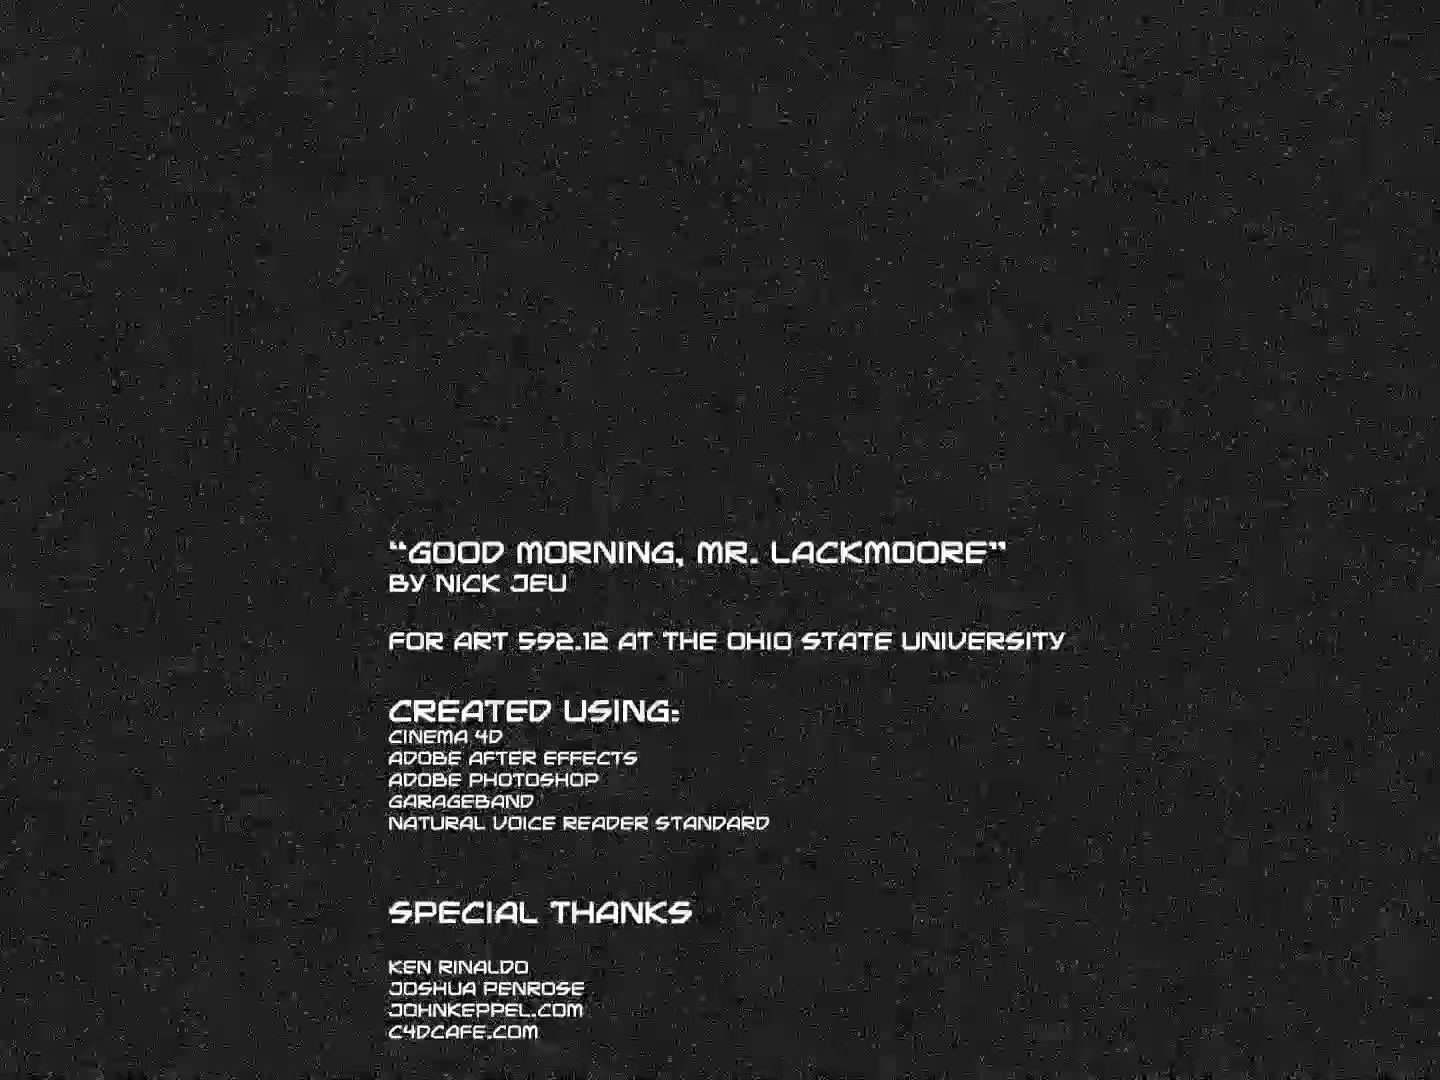 “GOOD MORNING, MR. LACKMOORE”
BY NICK JEU
FOR ART 592.12 AT THE OHIO STATE UNIVERSITY
CREATED USING:
CINEMA 4D
ADOBE AFTER EFFECTS
ADOBE PHOTOSHOP
GARAGEBAND
NATURAL VOICE READER STANDARD
SPECIAL THANKS
KEN RINALDO
JOSHUA PENROSE
JOHNKEPPEL.COM
C4DCAFE.COM